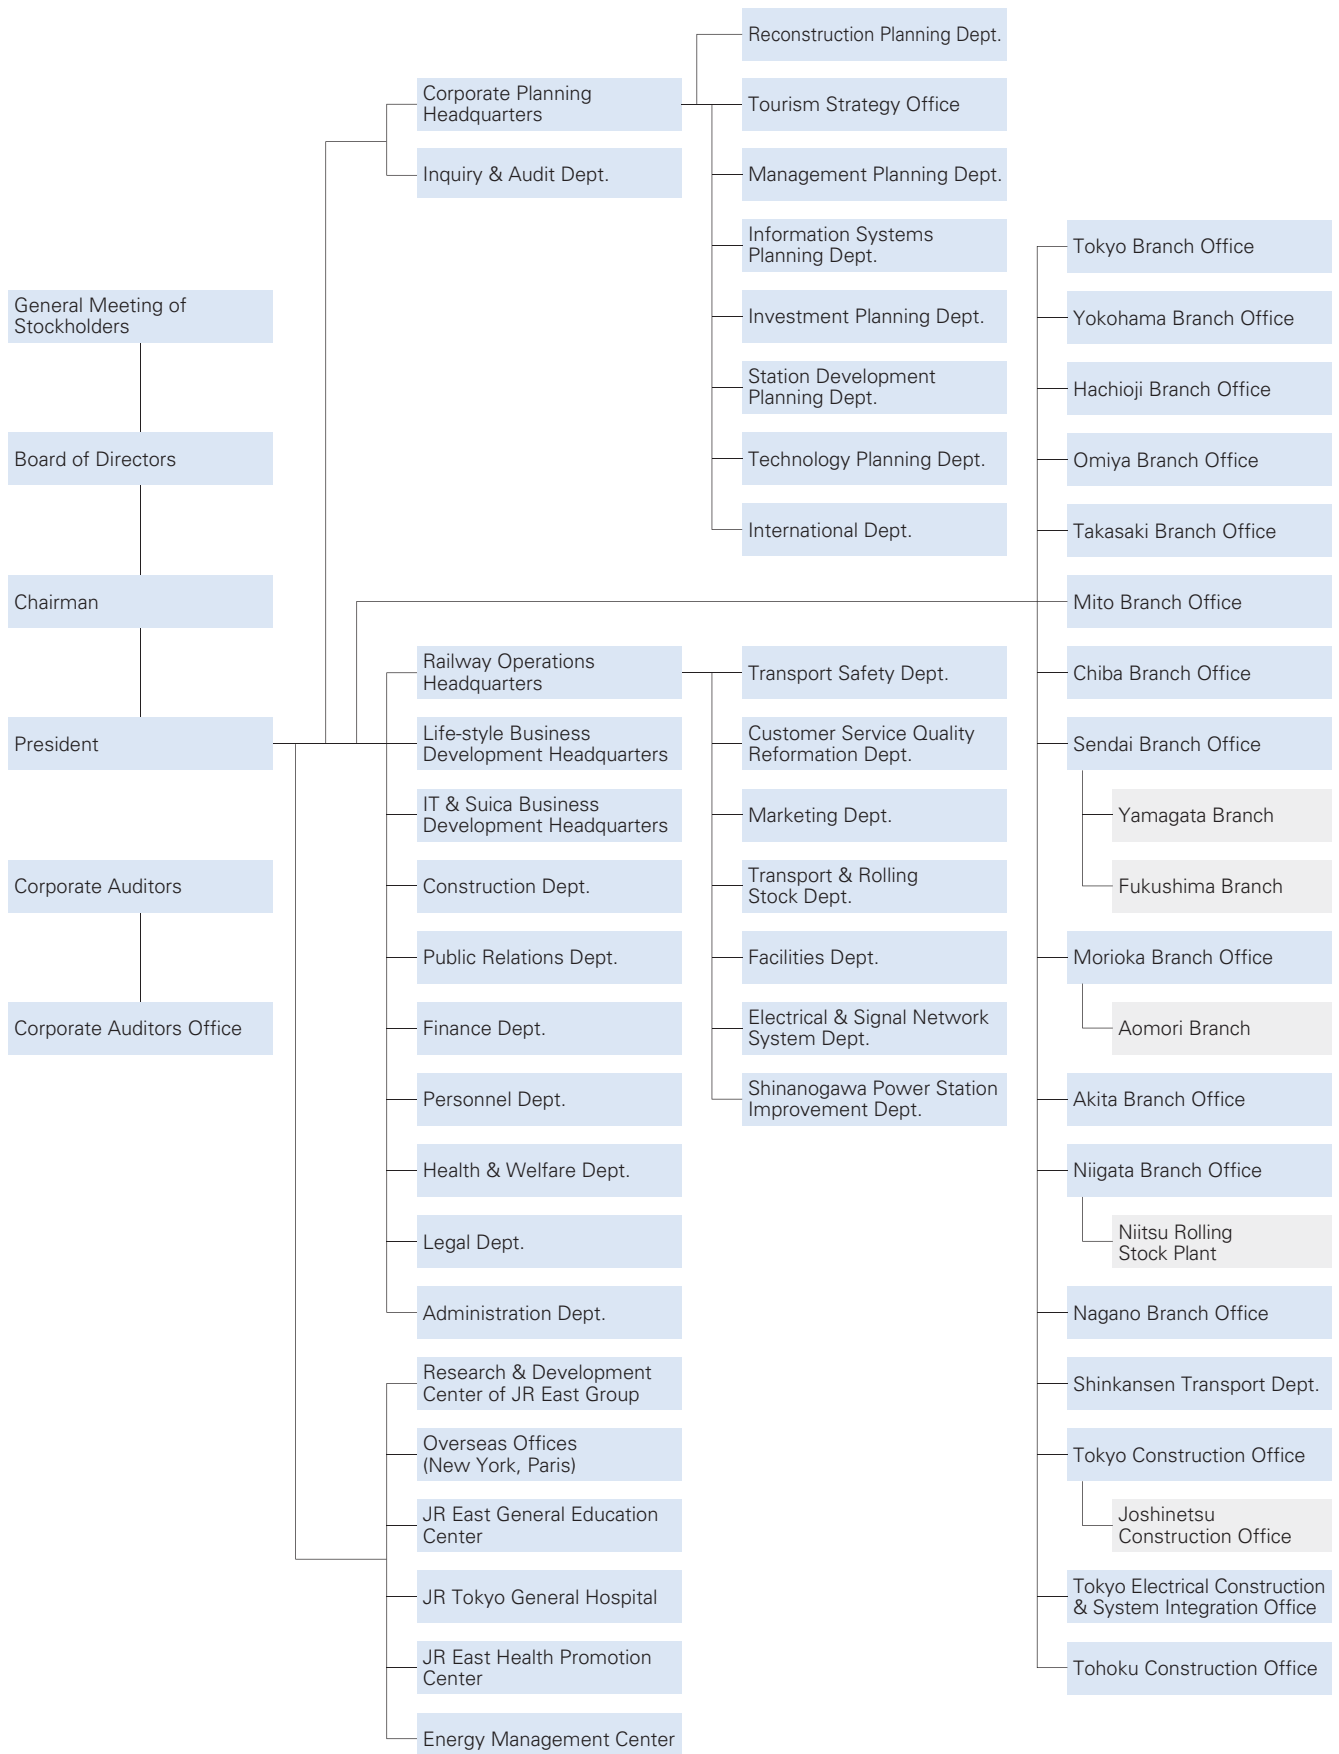 General Meeting of
Stockholders
Board of Directors
Chairman
President
Corporate Auditors
Corporate Auditors Office
Corporate Planning
Headquarters
Inquiry & Audit Dept.
Railway Operations
Headquarters
Life-style Business
Development Headquarters
IT & Suica Business
Development Headquarters
Construction Dept.
Public Relations Dept.
Finance Dept.
Personnel Dept.
Health & Welfare Dept.
Legal Dept.
Administration Dept.
Research & Development
Center of JR East Group
Overseas Offices
(New York, Paris)
JR East General Education
Center
JR Tokyo General Hospital
JR East Health Promotion
Center
Energy Management Center
Reconstruction Planning Dept.
Tourism Strategy Office
Management Planning Dept.
Information Systems
Planning Dept.
Investment Planning Dept.
Station Development
Planning Dept.
Technology Planning Dept.
International Dept.
Transport Safety Dept.
Customer Service Quality
Reformation Dept.
Marketing Dept.
Transport & Rolling
Stock Dept.
Facilities Dept.
Electrical & Signal Network
System Dept.
Shinanogawa Power Station
Improvement Dept.
Tokyo Branch Office
Yokohama Branch Office
Hachioji Branch Office
Omiya Branch Office
Takasaki Branch Office
Mito Branch Office
Chiba Branch Office
Sendai Branch Office
Yamagata Branch
Fukushima Branch
Morioka Branch Office
Aomori Branch
Akita Branch Office
Niigata Branch Office
Niitsu Rolling
Stock Plant
Nagano Branch Office
Shinkansen Transport Dept.
Tokyo Construction Office
Joshinetsu
Construction Office
Tokyo Electrical Construction
& System Integration Office
Tohoku Construction Office